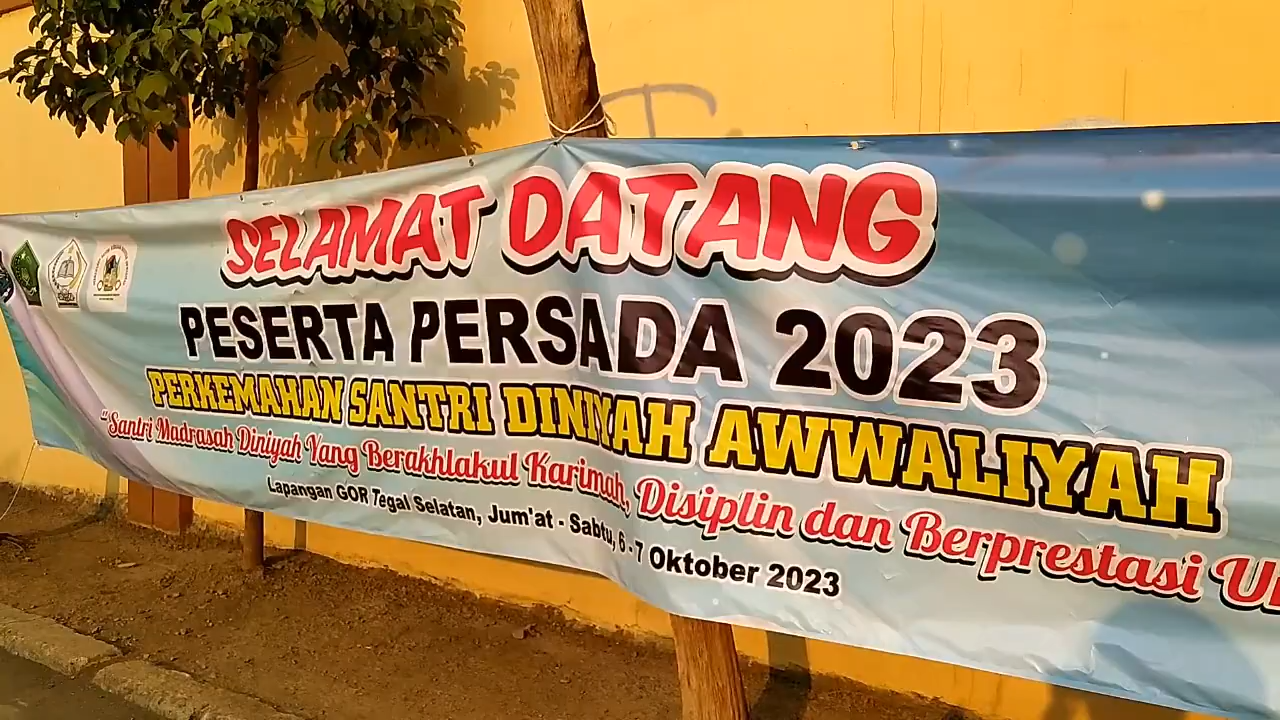 SELAMAT DATANG
PESERTA PERSADA 2023
PERKEMAHAN SANTRI DINIYAH AWWALIYAH
"Santri Madrasah Diniyah Yang Berakhlakul Karimah, Disiplin dan Berprestasi
Lapangan GOR Tegal Selatan, Jum'at - Sabtu, 6 - 7 Oktober 2023